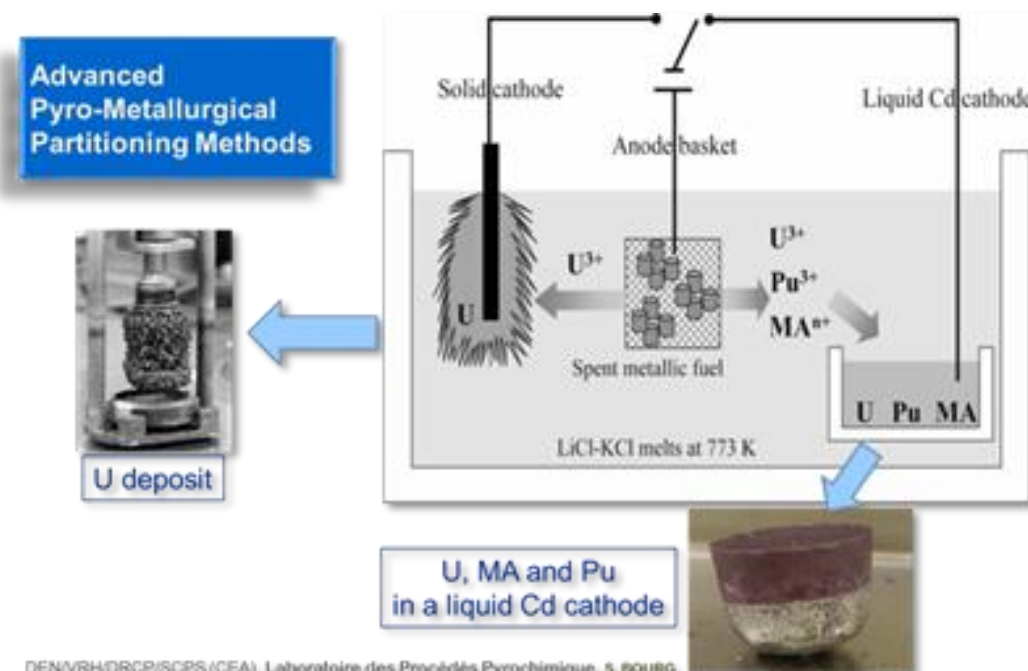 Advanced
Pyro-Metallurgical
Partitioning Methods
Solid cathode
Anode basket
Liquid Cd cathode
U³⁺
U³⁺
Pu³⁺
MAⁿ⁺
U
Spent metallic fuel
U Pu MA
LiCl-KCl melts at 773 K
U deposit
U, MA and Pu
in a liquid Cd cathode
DEN/VRH/DRCP/SCPS (CEA) Laboratoire des Procédés Pyrochimique, S. BOURG